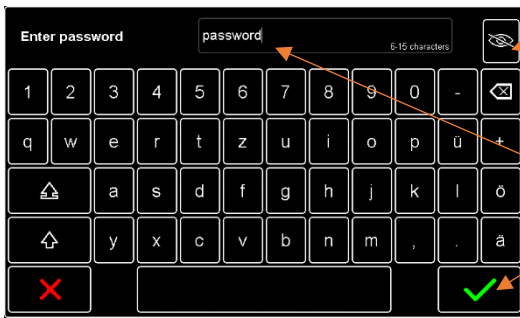 Enter password password
6-15 characters
1 2 3 4 5 6 7 8 9 0 -
q w e r t z u i o p ü +
a s d f g h j k l ö
y x c v b n m , . ä